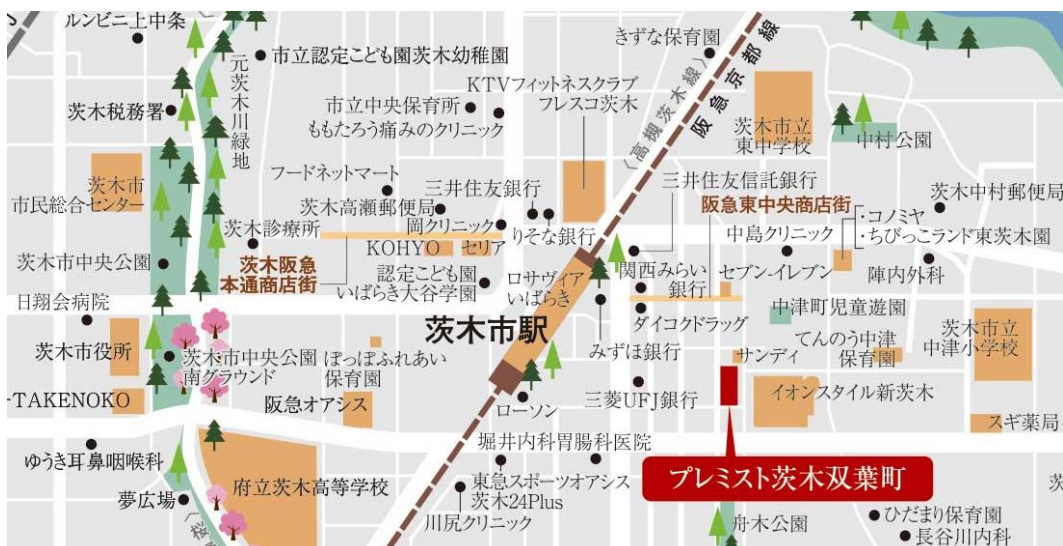 ルンビニ上中条
市立認定こども園茨木幼稚園
元茨木川緑地
茨木税務署
市立中央保育所
ももたろう痛みのクリニック
KTVフィットネスクラブ
フレスコ茨木
きずな保育園
〈高槻茨木線〉
阪急京都線
茨木市立
東中学校
中村公園
茨木市
市民総合センター
フードネットマート
三井住友銀行
茨木高瀬郵便局
岡クリニック
りそな銀行
三井住友信託銀行
阪急東中央商店街
茨木中村郵便局
・コノミヤ
・ちびっこランド東茨木園
中島クリニック
陣内外科
茨木診療所
KOHYO
セリア
茨木市中央公園
茨木阪急
本通商店街
認定こども園
いばらき大谷学園
ロサヴィア
いばらき
関西みらい
銀行
セブン-イレブン
中津町児童遊園
日翔会病院
茨木市駅
ダイコクドラッグ
みずほ銀行
てんのう中津
保育園
茨木市立
中津小学校
茨木市役所
茨木市中央公園
南グラウンド
ぽっぽふれあい
保育園
サンディ
-TAKENOKO
阪急オアシス
ローソン
三菱UFJ銀行
イオンスタイル新茨木
スギ薬局
堀井内科胃腸科医院
ゆうき耳鼻咽喉科
府立茨木高等学校
東急スポーツオアシス
茨木24Plus
プレミスト茨木双葉町
夢広場
川尻クリニック
舟木公園
ひだまり保育園
長谷川内科
〈桜
茨